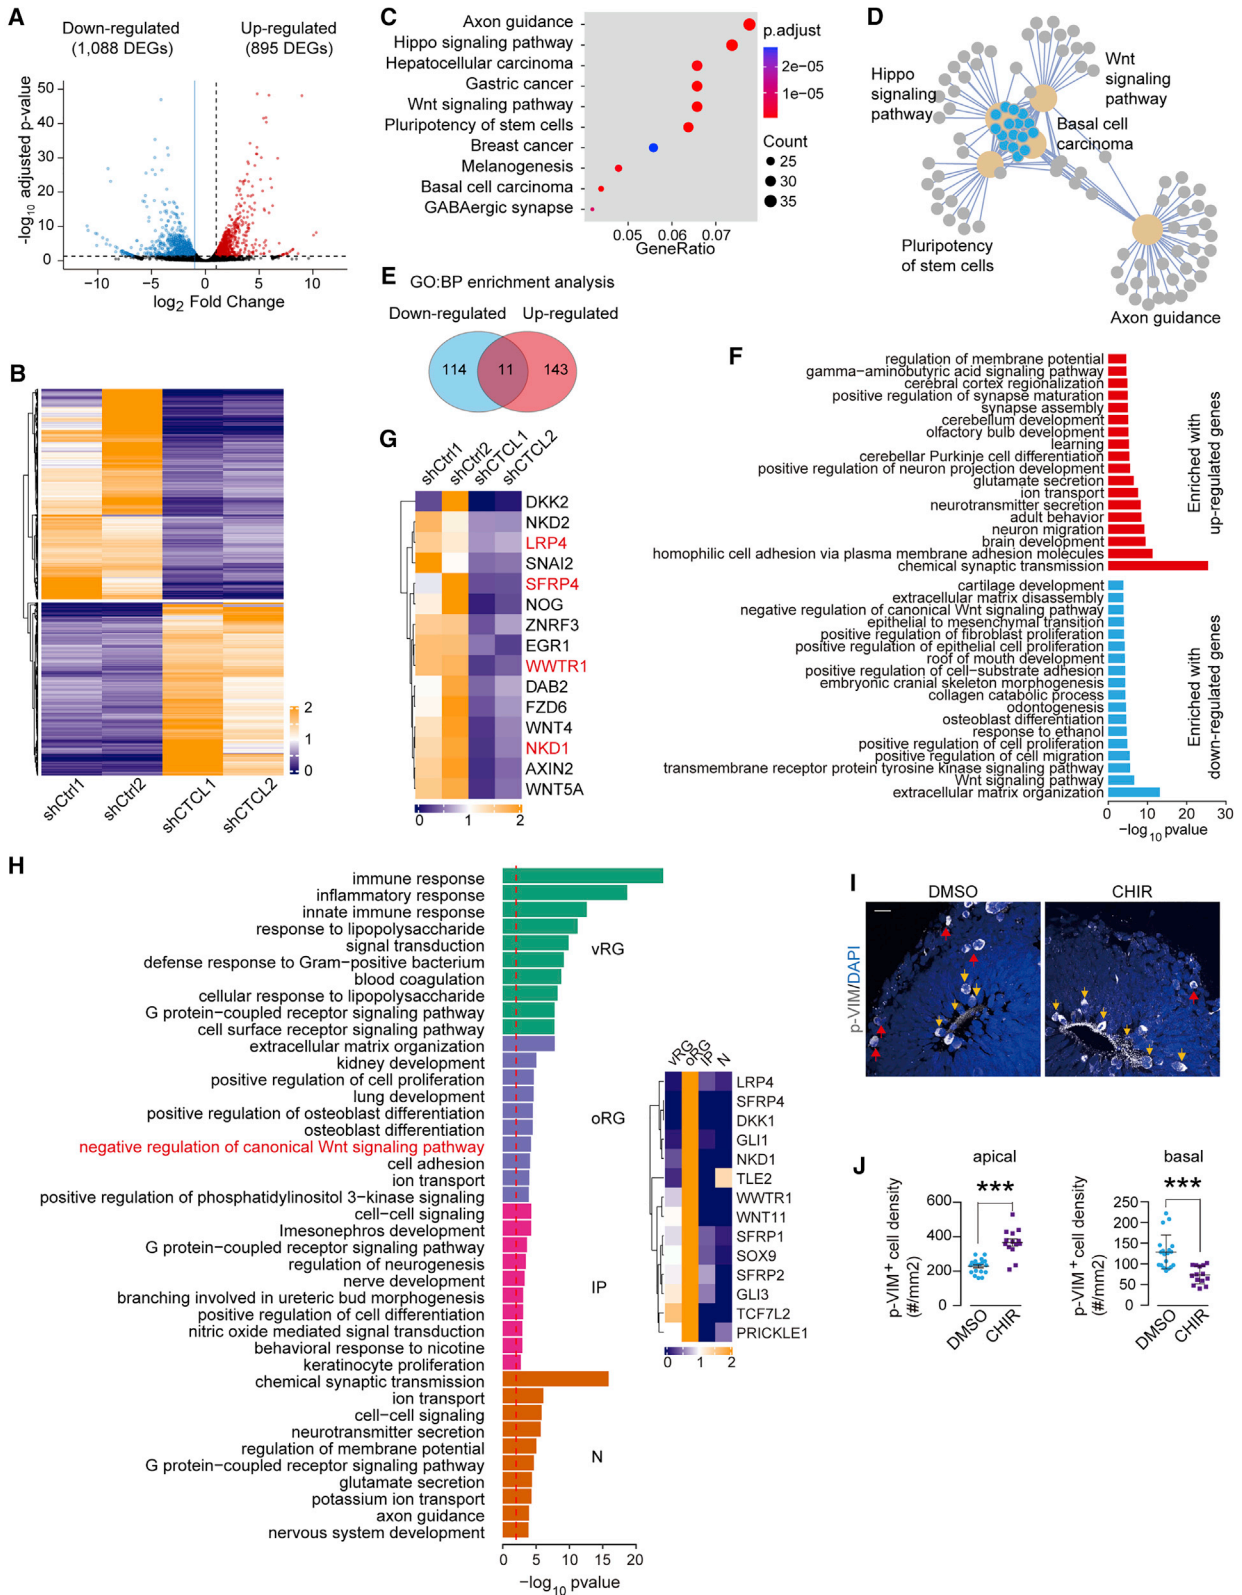 A
Down-regulated
(1,088 DEGs)
Up-regulated
(895 DEGs)
-log10 adjusted p-value
50
40
30
20
10
0
−10
−5
0
5
10
log2 Fold Change
B
2
1
0
shCtrl1
shCtrl2
shCTCL1
shCTCL2
C
Axon guidance
Hippo signaling pathway
Hepatocellular carcinoma
Gastric cancer
Wnt signaling pathway
Pluripotency of stem cells
Breast cancer
Melanogenesis
Basal cell carcinoma
GABAergic synapse
0.05
0.06
0.07
GeneRatio
p.adjust
2e−05
1e−05
Count
25
30
35
D
Hippo
signaling
pathway
Wnt
signaling
pathway
Basal cell
carcinoma
Pluripotency
of stem cells
Axon guidance
E
GO:BP enrichment analysis
Down-regulated
Up-regulated
114
11
143
F
regulation of membrane potential
gamma−aminobutyric acid signaling pathway
cerebral cortex regionalization
positive regulation of synapse maturation
synapse assembly
cerebellum development
olfactory bulb development
learning
cerebellar Purkinje cell differentiation
positive regulation of neuron projection development
glutamate secretion
ion transport
neurotransmitter secretion
adult behavior
neuron migration
brain development
homophilic cell adhesion via plasma membrane adhesion molecules
chemical synaptic transmission
Enriched with
up-regulated genes
cartilage development
extracellular matrix disassembly
negative regulation of canonical Wnt signaling pathway
epithelial to mesenchymal transition
positive regulation of fibroblast proliferation
positive regulation of epithelial cell proliferation
roof of mouth development
positive regulation of cell−substrate adhesion
embryonic cranial skeleton morphogenesis
collagen catabolic process
odontogenesis
osteoblast differentiation
response to ethanol
positive regulation of cell proliferation
positive regulation of cell migration
transmembrane receptor protein tyrosine kinase signaling pathway
Wnt signaling pathway
extracellular matrix organization
Enriched with
down-regulated genes
0
10
20
30
−log10 pvalue
G
shCtrl1
shCtrl2
shCTCL1
shCTCL2
DKK2
NKD2
LRP4
SNAI2
SFRP4
NOG
ZNRF3
EGR1
WWTR1
DAB2
FZD6
WNT4
NKD1
AXIN2
WNT5A
0
1
2
H
immune response
inflammatory response
innate immune response
response to lipopolysaccharide
signal transduction
defense response to Gram−positive bacterium
blood coagulation
cellular response to lipopolysaccharide
G protein−coupled receptor signaling pathway
cell surface receptor signaling pathway
vRG
extracellular matrix organization
kidney development
positive regulation of cell proliferation
lung development
positive regulation of osteoblast differentiation
osteoblast differentiation
negative regulation of canonical Wnt signaling pathway
cell adhesion
ion transport
positive regulation of phosphatidylinositol 3−kinase signaling
oRG
cell−cell signaling
lmesonephros development
G protein−coupled receptor signaling pathway
regulation of neurogenesis
nerve development
branching involved in ureteric bud morphogenesis
positive regulation of cell differentiation
nitric oxide mediated signal transduction
behavioral response to nicotine
keratinocyte proliferation
IP
chemical synaptic transmission
ion transport
cell−cell signaling
neurotransmitter secretion
regulation of membrane potential
G protein−coupled receptor signaling pathway
glutamate secretion
potassium ion transport
axon guidance
nervous system development
N
0
5
10
15
20
−log10 pvalue
vRG
oRG
IP
N
LRP4
SFRP4
DKK1
GLI1
NKD1
TLE2
WWTR1
WNT11
SFRP1
SOX9
SFRP2
GLI3
TCF7L2
PRICKLE1
0
1
2
I
DMSO
CHIR
p-VIM/DAPI
J
apical
***
p-VIM+ cell density
(#/mm2)
600
400
200
0
DMSO
CHIR
basal
***
p-VIM+ cell density
(#/mm2)
250
200
150
100
50
0
DMSO
CHIR